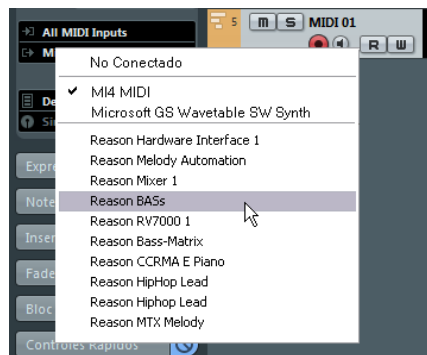 All MIDI Inputs
5 M S MIDI 01
R W
No Conectado
✔ MI4 MIDI
Microsoft GS Wavetable SW Synth
Reason Hardware Interface 1
Reason Melody Automation
Reason Mixer 1
Reason BASs
Reason RV7000 1
Reason Bass-Matrix
Reason CCRMA E Piano
Reason HipHop Lead
Reason Hiphop Lead
Reason MTX Melody
Controles Rápidos